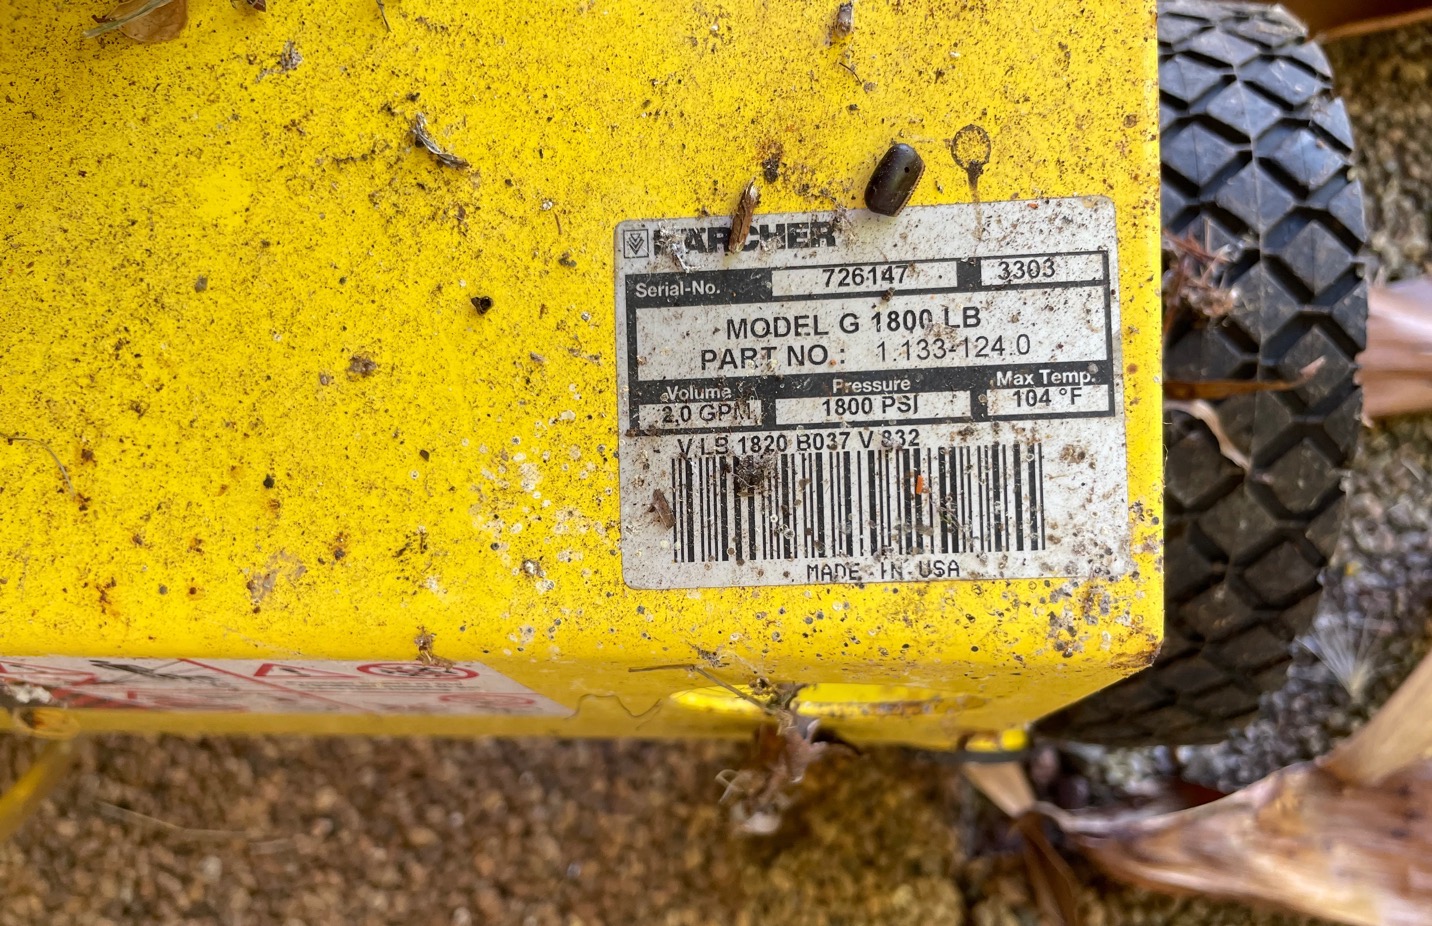 KÄRCHER
Serial-No. 726147 3303
MODEL G 1800 LB
PART NO.: 1.133-124.0
Volume Pressure Max Temp.
2.0 GPM 1800 PSI 104 °F
V LB 1820 B037 V 832
MADE IN USA